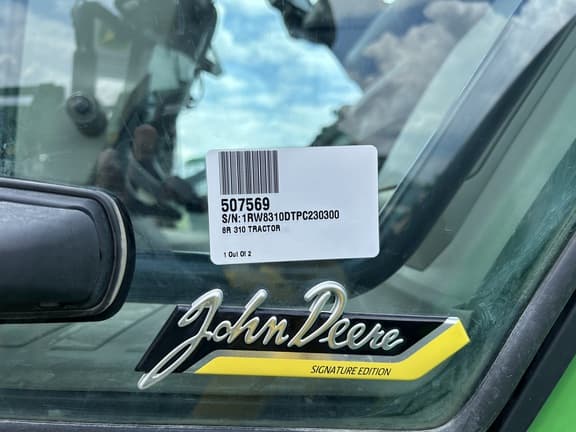 507569
S/N:1RW8310DTPC230300
8R 310 TRACTOR
1 Out Of 2
John Deere
SIGNATURE EDITION